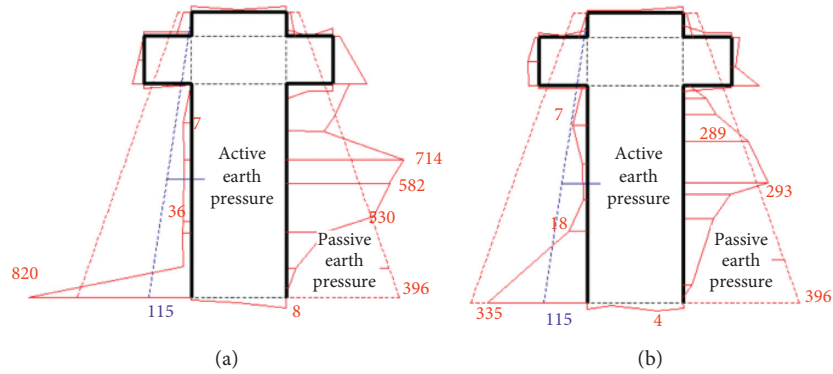 7
Active
earth
pressure
714
582
36
530
Passive
earth
pressure
820
396
115
8
(a)
7
289
Active
earth
pressure
293
18
Passive
earth
pressure
396
335
115
4
(b)